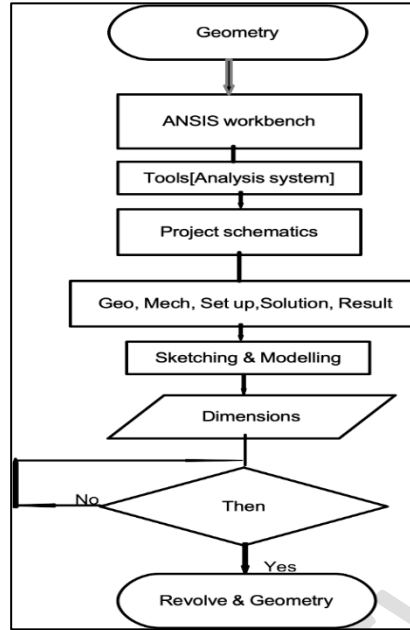 Geometry
ANSIS workbench
Tools[Analysis system]
Project schematics
Geo, Mech, Set up,Solution, Result
Sketching & Modelling
Dimensions
No
Then
Yes
Revolve & Geometry